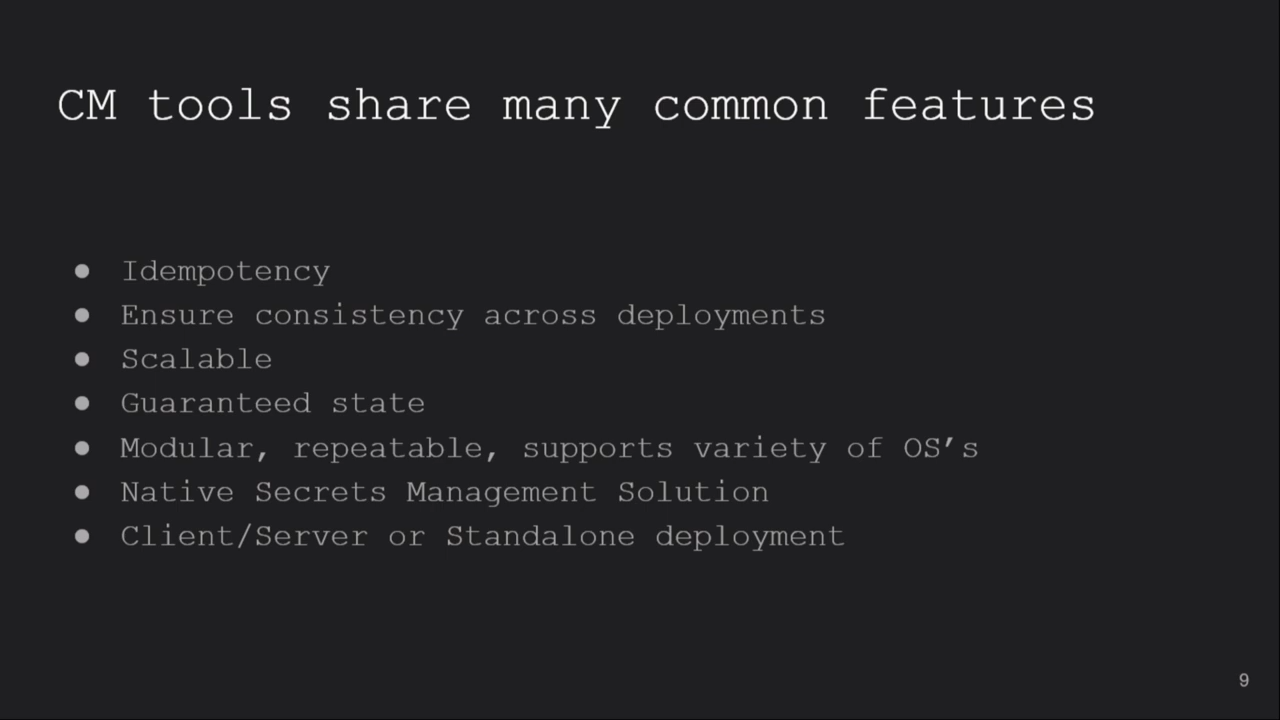 CM tools share many common features
● Idempotency
● Ensure consistency across deployments
● Scalable
● Guaranteed state
● Modular, repeatable, supports variety of OS’s
● Native Secrets Management Solution
● Client/Server or Standalone deployment
9